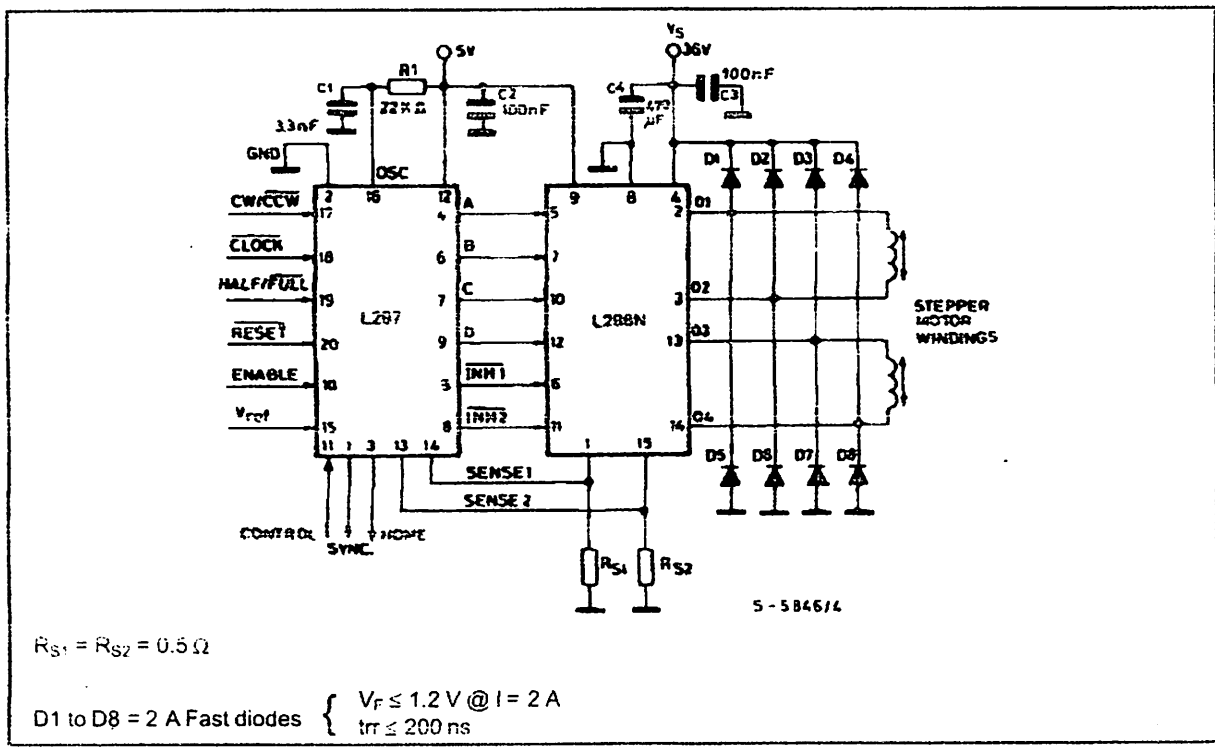 VS
5V
36V
R1
C1
22KΩ
C2
100nF
C4
470 µF
100nF
C3
3.3nF
GND
OSC
2 16 12
9 8 4
D1 D2 D3 D4
CW/CCW 17
4 A 5
2 O1
CLOCK 18
6 B 7
HALF/FULL 19
7 C 10
3 O2
L297
L298N
STEPPER
MOTOR
WINDINGS
RESET 20
9 D 12
13 O3
ENABLE 10
5 INH1 6
Vref 15
8 INH2 11
14 O4
11 1 3 13 14
1 15
D5 D6 D7 D8
SENSE 1
SENSE 2
CONTROL
SYNC.
HOME
RS1
RS2
S-5846/4
RS1 = RS2 = 0.5 Ω
D1 to D8 = 2 A Fast diodes { VF ≤ 1.2 V @ I = 2 A
trr ≤ 200 ns